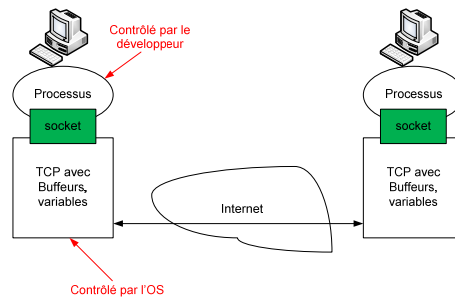 Contrôlé par le
développeur
Processus
socket
TCP avec
Buffeurs,
variables
Contrôlé par l'OS
Internet
Processus
socket
TCP avec
Buffeurs,
variables